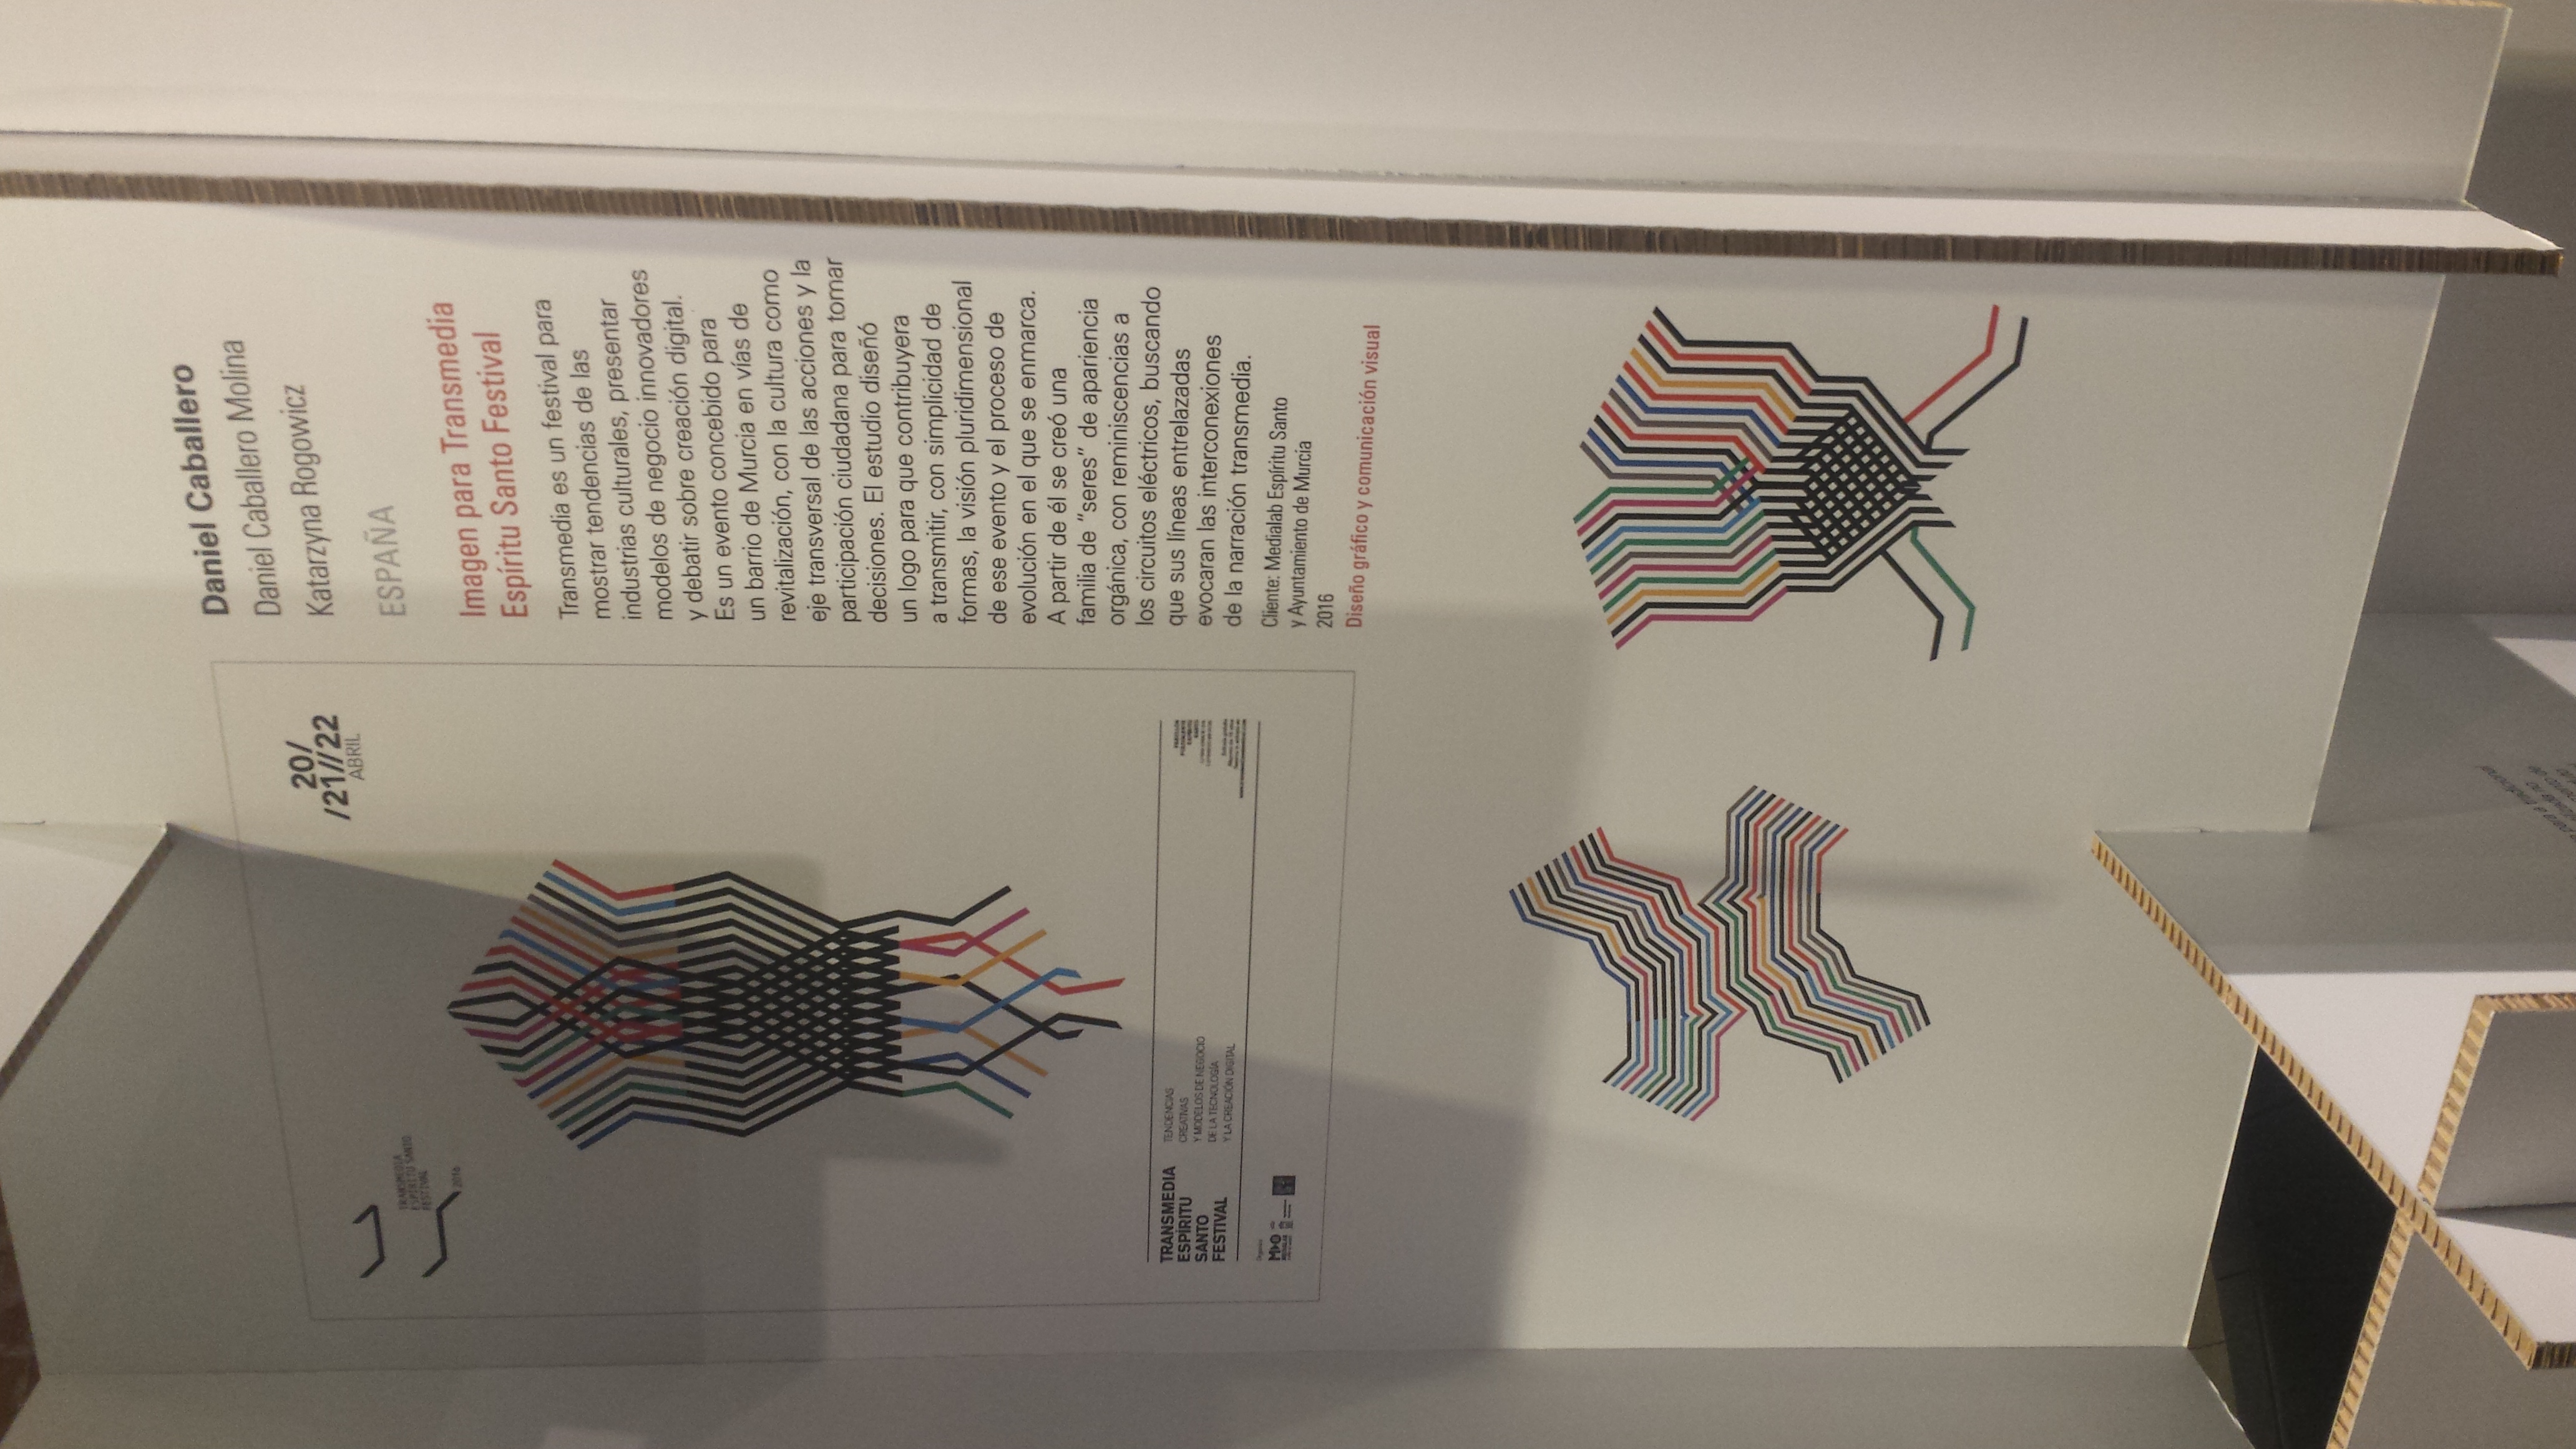 20/
/21//22
ABRIL
TRANSMEDIA
ESPÍRITU SANTO
FESTIVAL
2016
TRANSMEDIA
ESPÍRITU
SANTO
FESTIVAL
TENDENCIAS
CREATIVAS
Y MODELOS DE NEGOCIO
DE LA TECNOLOGÍA
Y LA CREACIÓN DIGITAL
Daniel Caballero
Daniel Caballero Molina
Katarzyna Rogowicz
ESPAÑA
Imagen para Transmedia
Espíritu Santo Festival
Transmedia es un festival para
mostrar tendencias de las
industrias culturales, presentar
modelos de negocio innovadores
y debatir sobre creación digital.
Es un evento concebido para
un barrio de Murcia en vías de
revitalización, con la cultura como
eje transversal de las acciones y la
participación ciudadana para tomar
decisiones. El estudio diseñó
un logo para que contribuyera
a transmitir, con simplicidad de
formas, la visión pluridimensional
de ese evento y el proceso de
evolución en el que se enmarca.
A partir de él se creó una
familia de “seres” de apariencia
orgánica, con reminiscencias a
los circuitos eléctricos, buscando
que sus líneas entrelazadas
evocaran las interconexiones
de la narración transmedia.
Cliente: Medialab Espíritu Santo
y Ayuntamiento de Murcia
2016
Diseño gráfico y comunicación visual